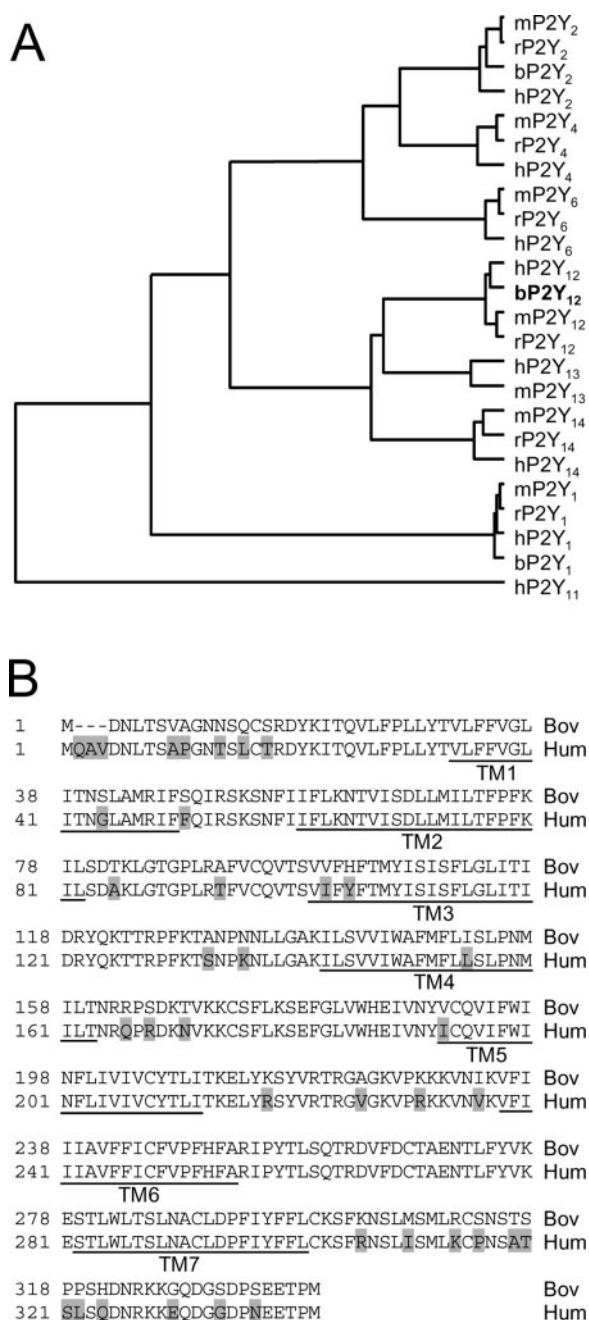 A
mP2Y2
rP2Y2
bP2Y2
hP2Y2
mP2Y4
rP2Y4
hP2Y4
mP2Y6
rP2Y6
hP2Y6
hP2Y12
bP2Y12
mP2Y12
rP2Y12
hP2Y13
mP2Y13
mP2Y14
rP2Y14
hP2Y14
mP2Y1
rP2Y1
hP2Y1
bP2Y1
hP2Y11
B
1 M---DNLTSVAGNNSQCSRDYKITQVLFPLLYTVLFFVGL Bov
1 MQAVDNLTSAPGNTSLCTRDYKITQVLFPLLYTVLFFVGL Hum
TM1
38 ITNSLAMRIFSQIRSKSNFIIFLKNTVISDLLMILTFPFK Bov
41 ITNGLAMRIFFQIRSKSNFIIFLKNTVISDLLMILTFPFK Hum
TM2
78 ILSDTKLGTGPLRAFVCQVTSVVFHFTMYISISFLGLITI Bov
81 ILSDAKLGTGPLRTFVCQVTSVIFYFTMYISISFLGLITI Hum
TM3
118 DRYQKTTRPFKTANPNNLLGAKILSVVIWAFMFLISLPNM Bov
121 DRYQKTTRPFKTSNPKNLLGAKILSVVIWAFMFLLSLPNM Hum
TM4
158 ILTNRRPSDKTVKKCSFLKSEFGLVWHEIVNYVCQVIFWI Bov
161 ILTNRQPRDKNVKKCSFLKSEFGLVWHEIVNYICQVIFWI Hum
TM5
198 NFLIVIVCYTLITKELYKSYVRTRGAGKVPKKKVNIKVFI Bov
201 NFLIVIVCYTLITKELYRSYVRTRGVGKVPRKKVNVKVFI Hum
238 IIAVFFICFVPFHFARIPYTLSQTRDVFDCTAENTLFYVK Bov
241 IIAVFFICFVPFHFARIPYTLSQTRDVFDCTAENTLFYVK Hum
TM6
278 ESTLWLTSLNACLDPFIYFFLCKSFKNSLMSMLRCSNSTS Bov
281 ESTLWLTSLNACLDPFIYFFLCKSFRNSLISMLKCPNSAT Hum
TM7
318 PPSHDNRKKGQDGSDPSEETPM Bov
321 SLSQDNRKKEQDGGDPNEETPM Hum